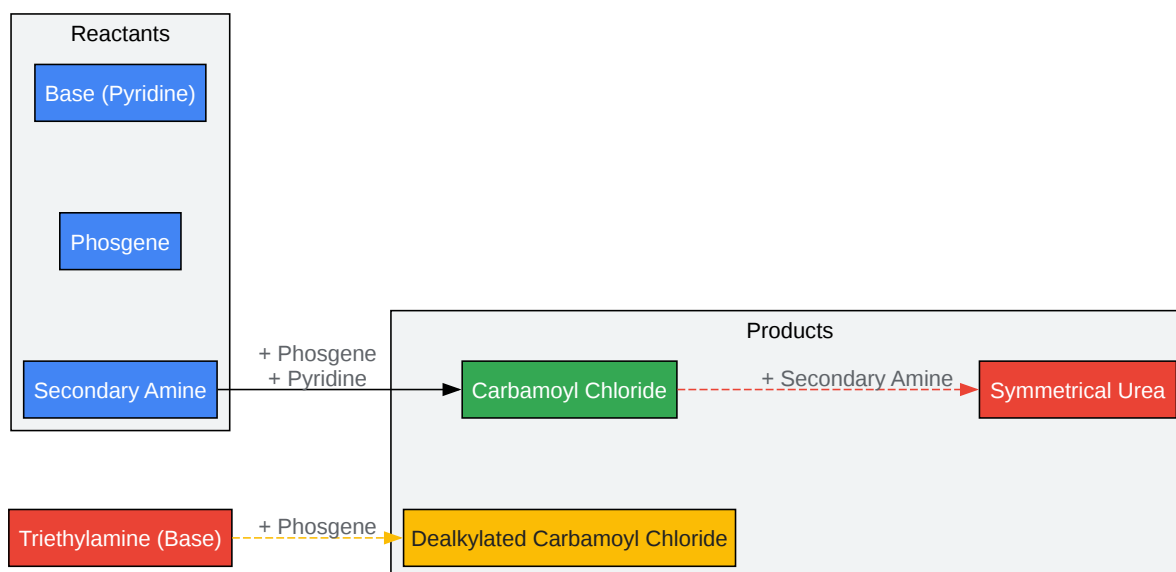 Reactants
Base (Pyridine)
Phosgene
Products
+ Phosgene
+ Pyridine
Secondary Amine
Carbamoyl Chloride
+ Secondary Amine
Symmetrical Urea
Triethylamine (Base)
+ Phosgene
Dealkylated Carbamoyl Chloride